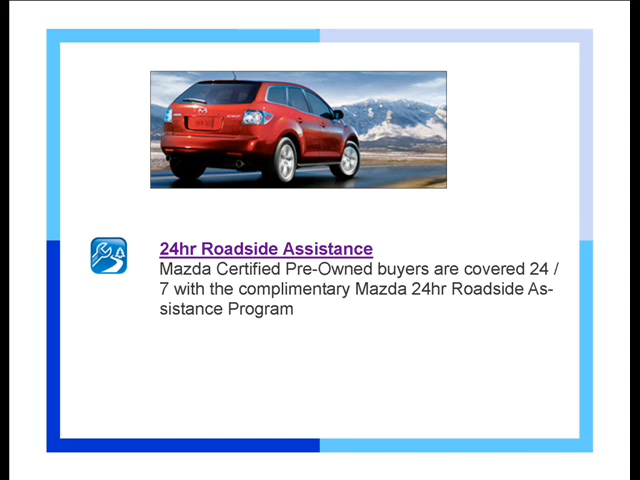 24hr Roadside Assistance
Mazda Certified Pre-Owned buyers are covered 24 /
7 with the complimentary Mazda 24hr Roadside As-
sistance Program